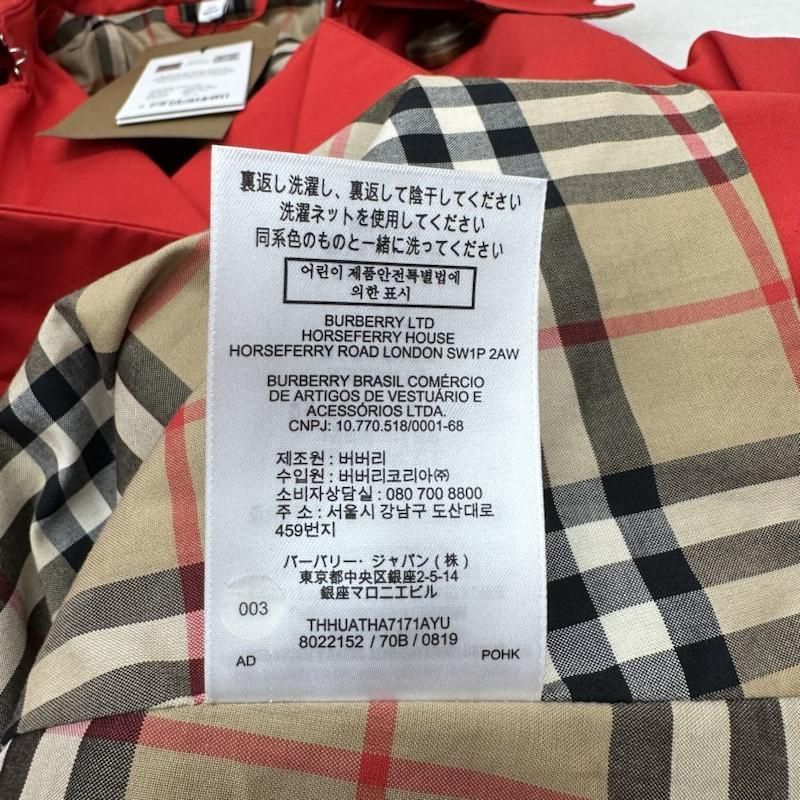 裏返し洗濯し、裏返して陰干してください
洗濯ネットを使用してください
同系色のものと一緒に洗ってください
어린이 제품안전특별법에
의한 표시
BURBERRY LTD
HORSEFERRY HOUSE
HORSEFERRY ROAD LONDON SW1P 2AW
BURBERRY BRASIL COMÉRCIO
DE ARTIGOS DE VESTUÁRIO E
ACESSÓRIOS LTDA.
CNPJ: 10.770.518/0001-68
제조원 : 버버리
수입원 : 버버리코리아㈜
소비자상담실 : 080 700 8800
주 소 : 서울시 강남구 도산대로
459번지
バーバリー・ジャパン(株)
東京都中央区銀座2-5-14
銀座マロニエビル
003
THHUATHA7171AYU
8022152 / 70B / 0819
AD POHK